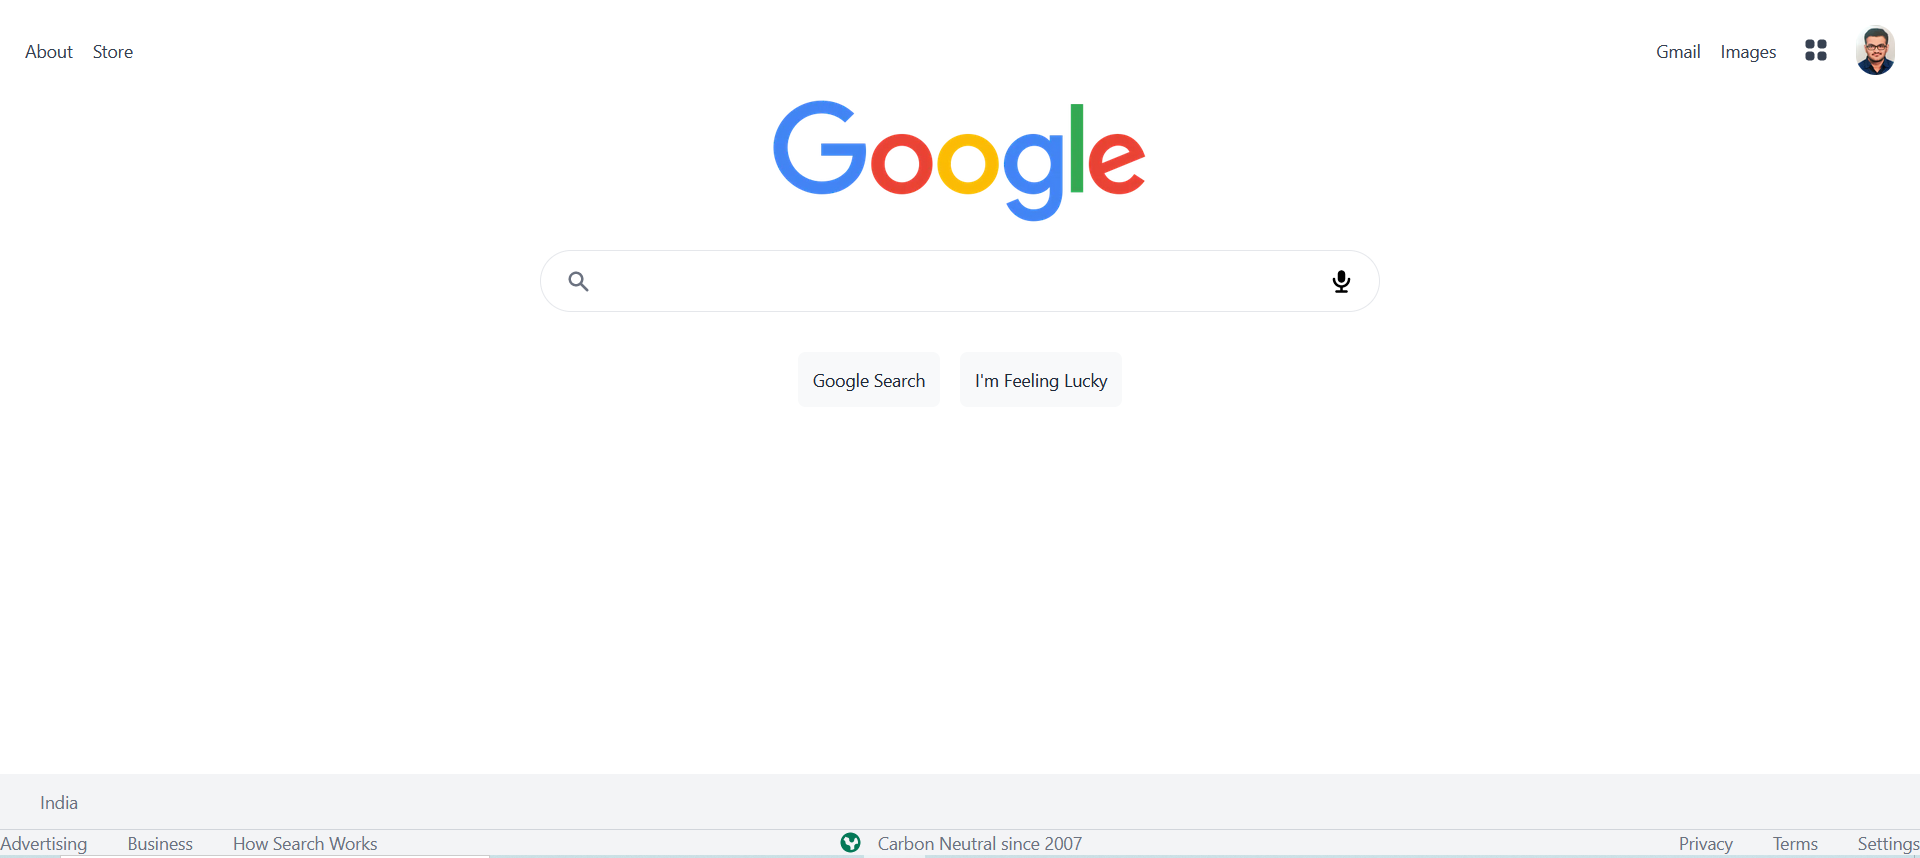 About Store Gmail Images
Google
Google Search I'm Feeling Lucky
India
Advertising Business How Search Works Carbon Neutral since 2007 Privacy Terms Settings